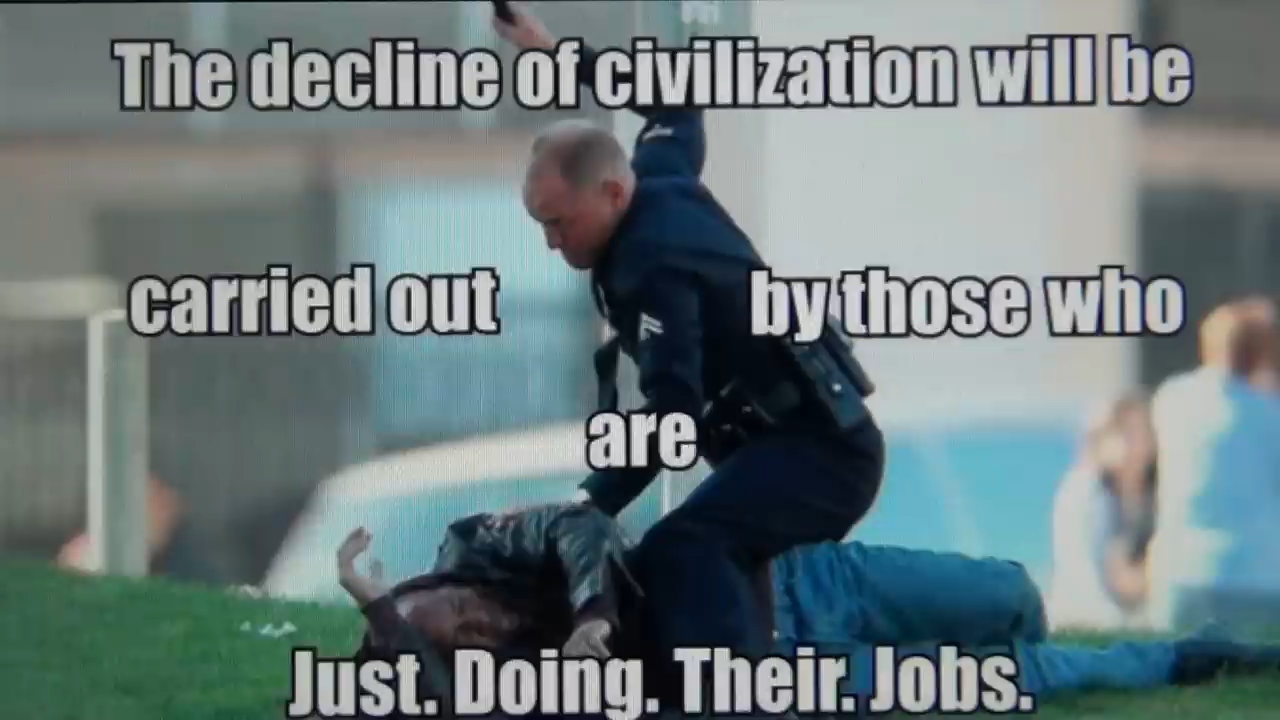 The decline of civilization will be
carried out by those who
are
Just. Doing. Their. Jobs.